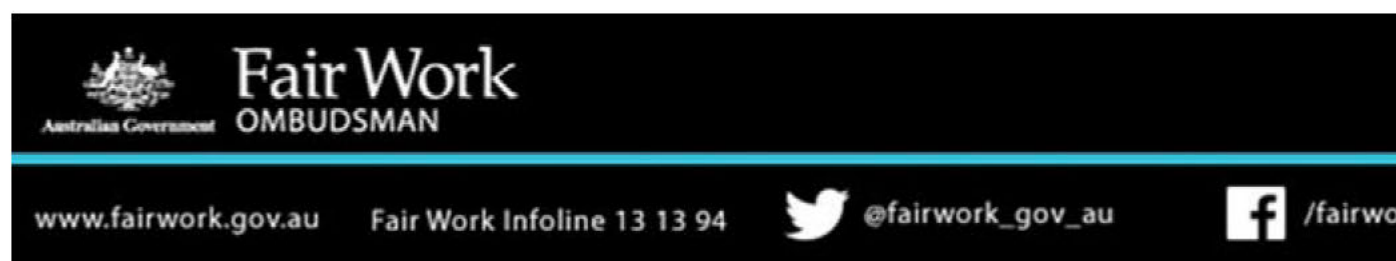 Fair Work
Australian Government OMBUDSMAN
www.fairwork.gov.au Fair Work Infoline 13 13 94 @fairwork_gov_au /fairwo